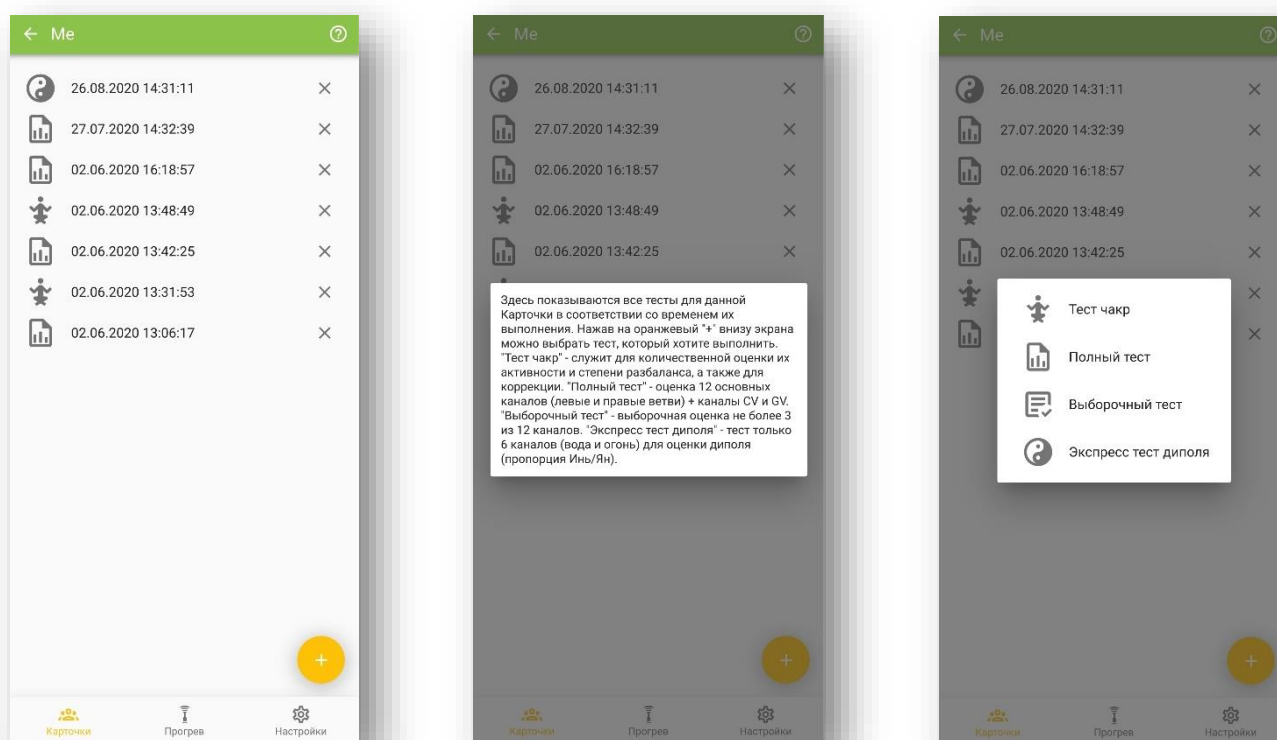 Me
26.08.2020 14:31:11
27.07.2020 14:32:39
02.06.2020 16:18:57
02.06.2020 13:48:49
02.06.2020 13:42:25
02.06.2020 13:31:53
02.06.2020 13:06:17
+
Карточки Прогрев Настройки
Me
26.08.2020 14:31:11
27.07.2020 14:32:39
02.06.2020 16:18:57
02.06.2020 13:48:49
02.06.2020 13:42:25
Здесь показываются все тесты для данной
Карточки в соответствии со временем их
выполнения. Нажав на оранжевый "+" внизу экрана
можно выбрать тест, который хотите выполнить.
"Тест чакр" - служит для количественной оценки их
активности и степени разбаланса, а также для
коррекции. "Полный тест" - оценка 12 основных
каналов (левые и правые ветви) + каналы CV и GV.
"Выборочный тест" - выборочная оценка не более 3
из 12 каналов. "Экспресс тест диполя" - тест только
6 каналов (вода и огонь) для оценки диполя
(пропорция Инь/Ян).
+
Карточки Прогрев Настройки
Me
26.08.2020 14:31:11
27.07.2020 14:32:39
02.06.2020 16:18:57
02.06.2020 13:48:49
02.06.2020 13:42:25
Тест чакр
Полный тест
Выборочный тест
Экспресс тест диполя
+
Карточки Прогрев Настройки